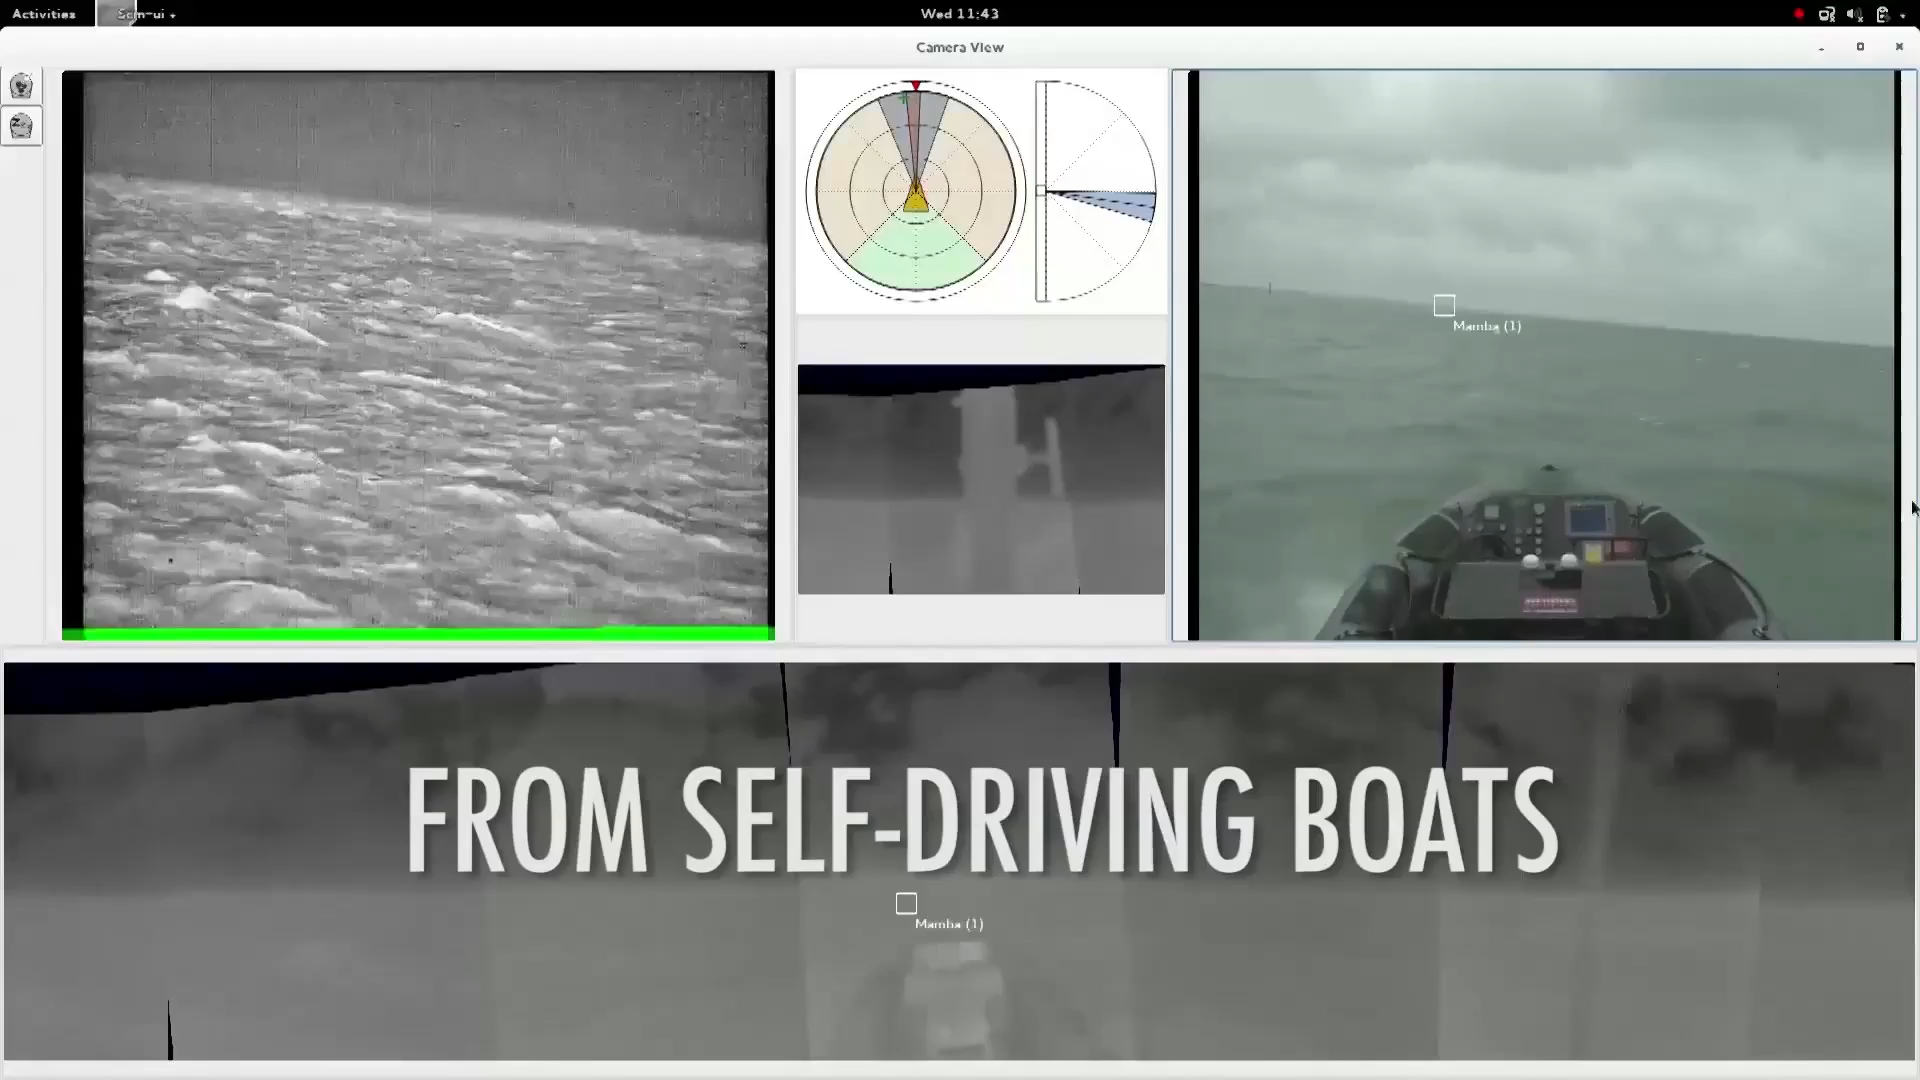 Activities
Wed 11:43
Camera View
Mamba (1)
FROM SELF-DRIVING BOATS
Mamba (1)